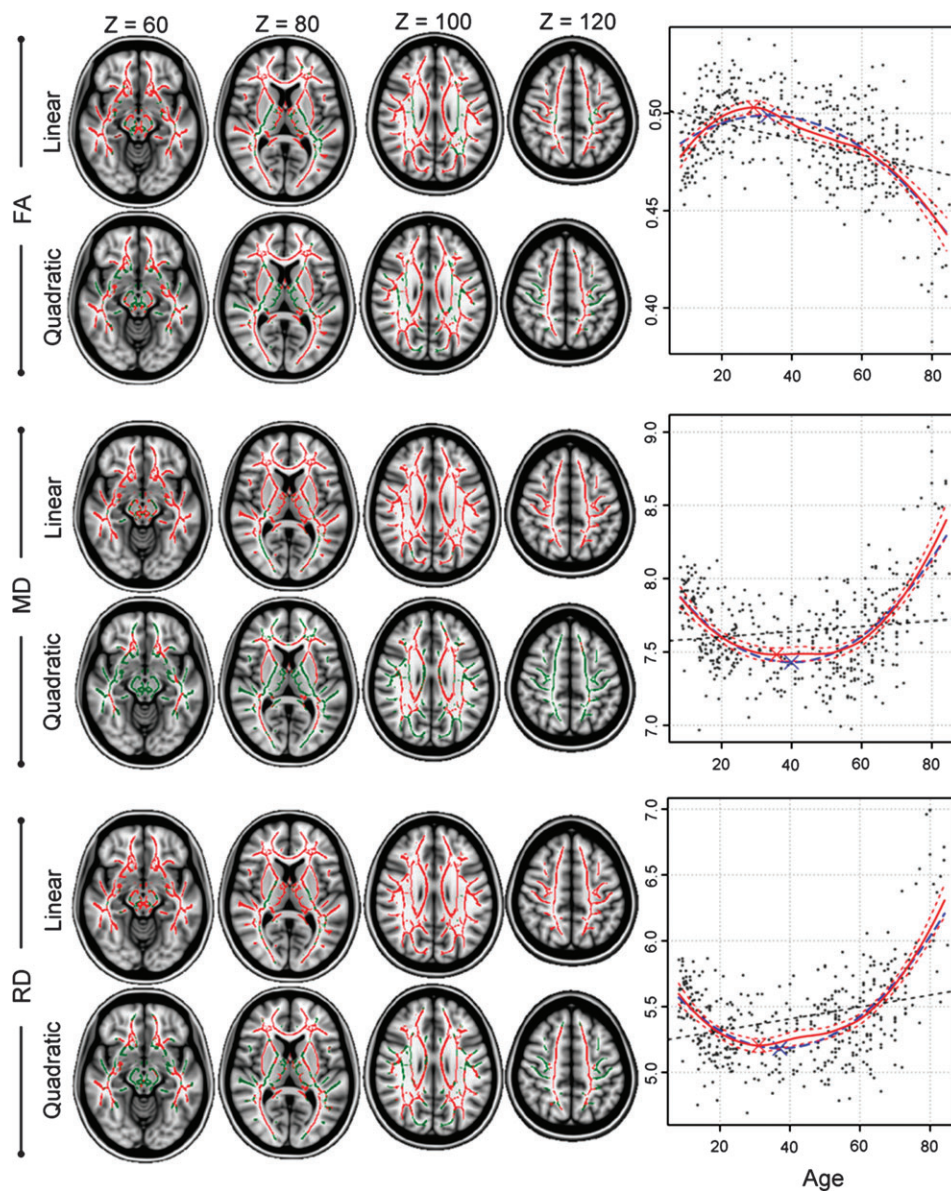 Z = 60 Z = 80 Z = 100 Z = 120
FA
Linear
Quadratic
0.50
0.45
0.40
20 40 60 80
MD
Linear
Quadratic
9.0
8.5
8.0
7.5
7.0
20 40 60 80
RD
Linear
Quadratic
7.0
6.5
6.0
5.5
5.0
20 40 60 80
Age